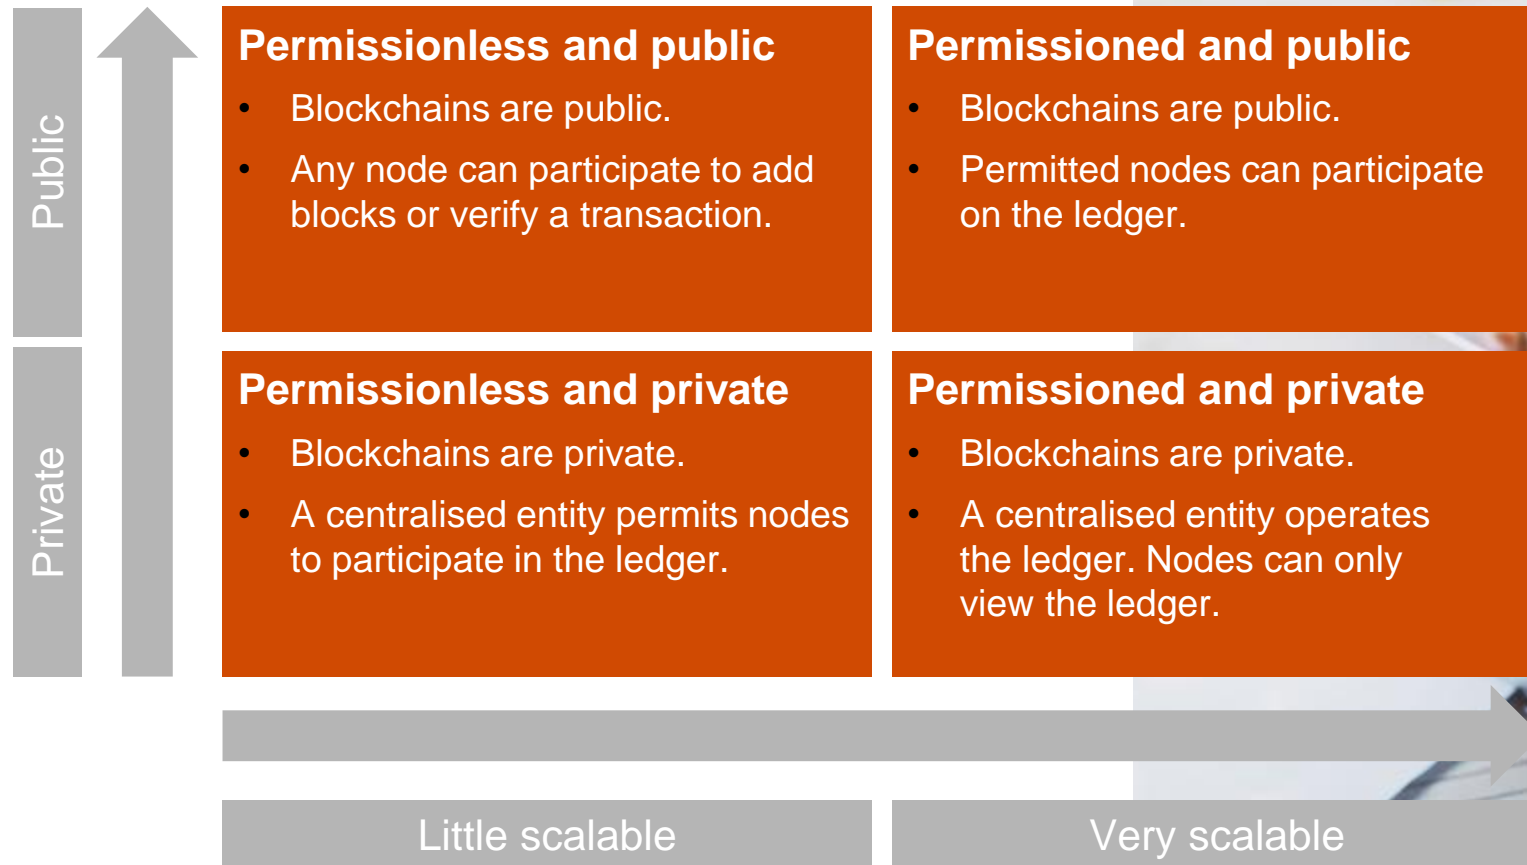 Public
Permissionless and public
• Blockchains are public.
• Any node can participate to add
blocks or verify a transaction.
Permissioned and public
• Blockchains are public.
• Permitted nodes can participate
on the ledger.
Private
Permissionless and private
• Blockchains are private.
• A centralised entity permits nodes
to participate in the ledger.
Permissioned and private
• Blockchains are private.
• A centralised entity operates
the ledger. Nodes can only
view the ledger.
Little scalable
Very scalable